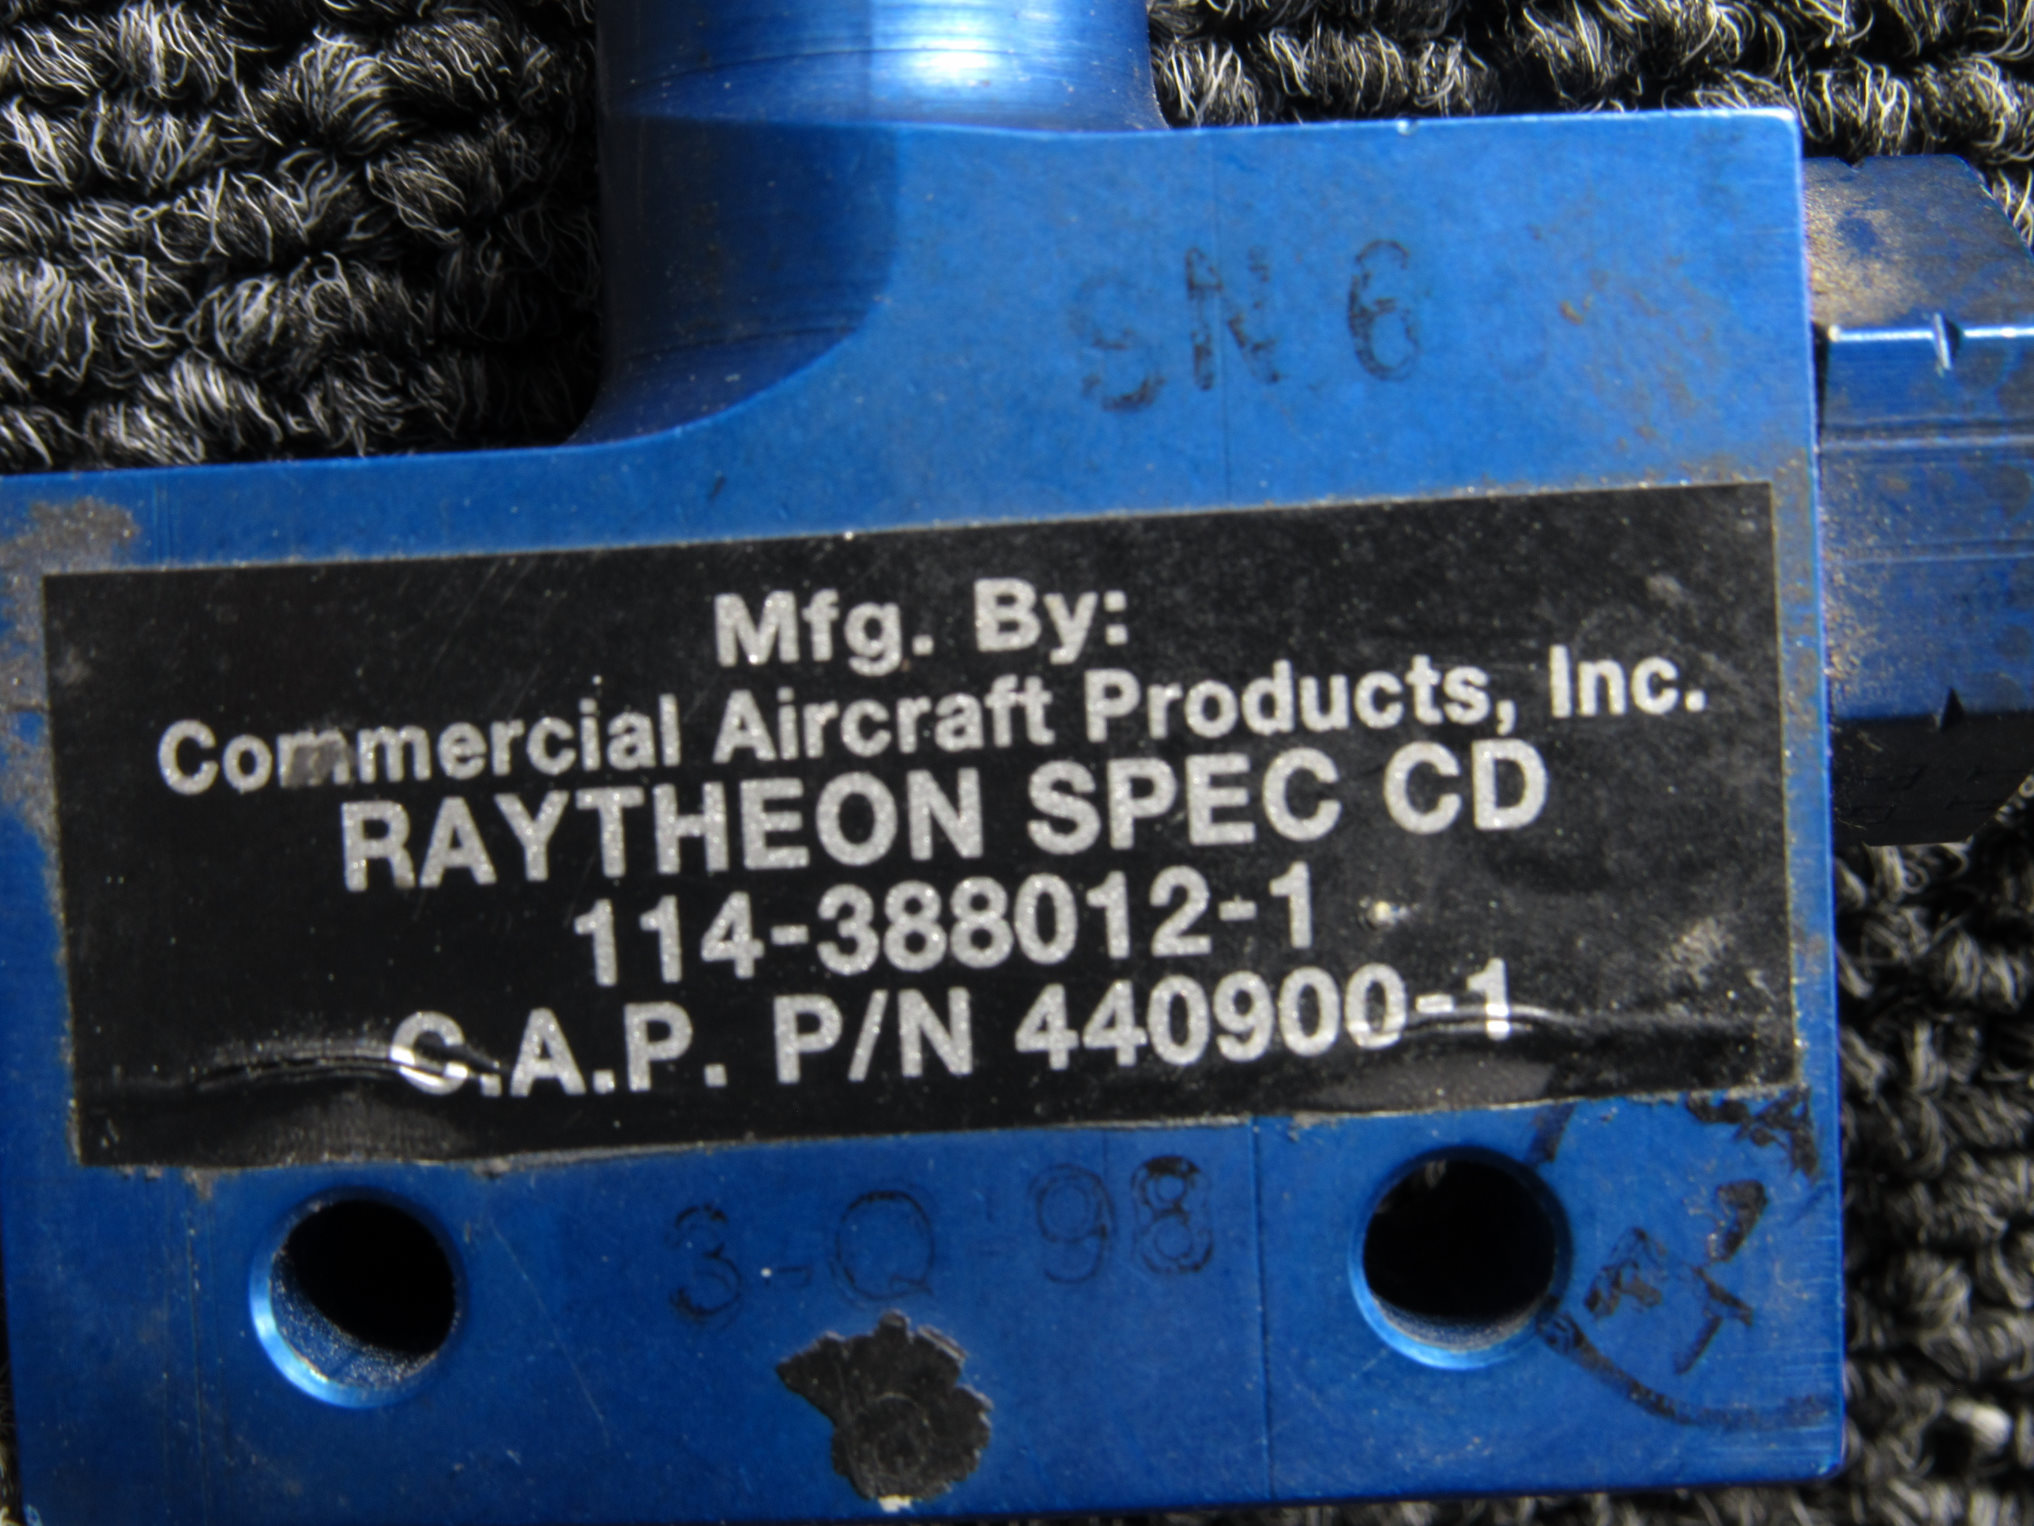 SN 6
Mfg. By:
Commercial Aircraft Products, Inc.
RAYTHEON SPEC CD
114-388012-1
C.A.P. P/N 440900-1
3-Q-98